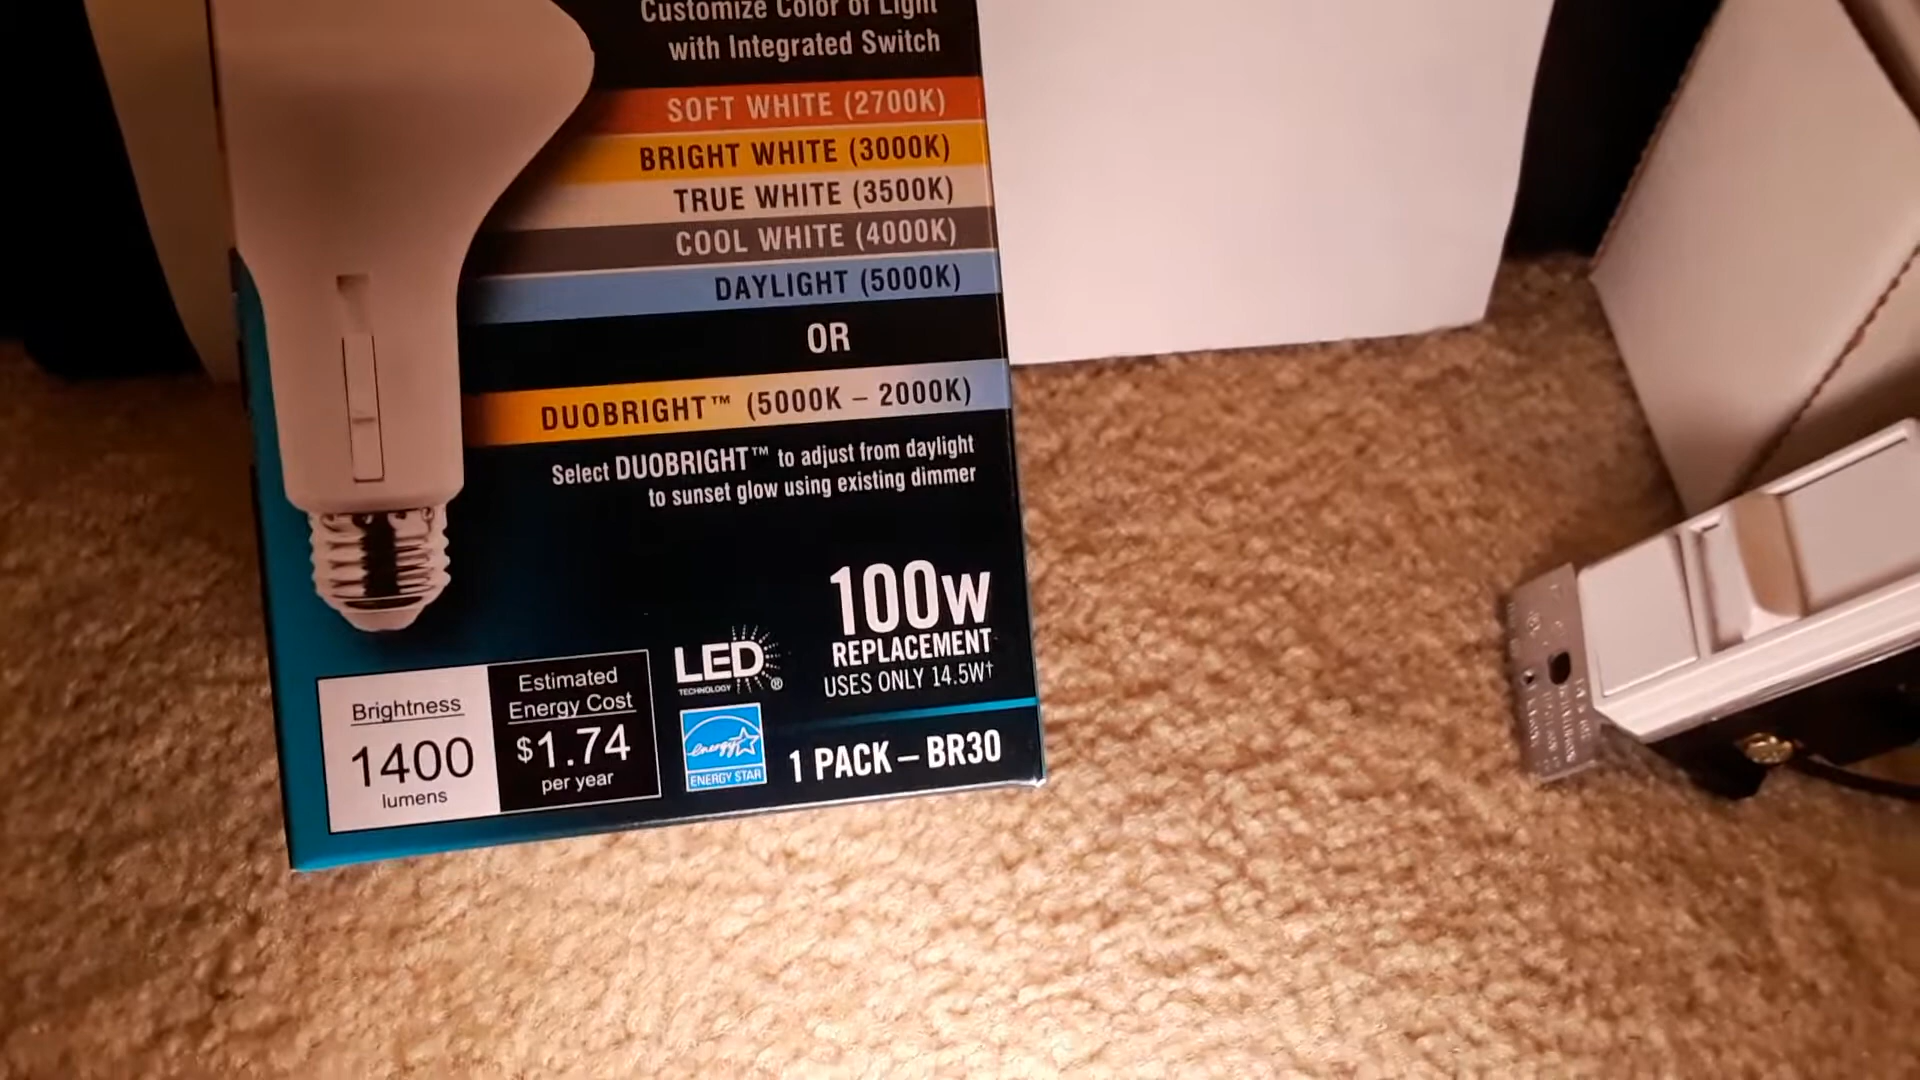 Customize Color of Light
with Integrated Switch
SOFT WHITE (2700K)
BRIGHT WHITE (3000K)
TRUE WHITE (3500K)
COOL WHITE (4000K)
DAYLIGHT (5000K)
OR
DUOBRIGHT™ (5000K – 2000K)
Select DUOBRIGHT™ to adjust from daylight
to sunset glow using existing dimmer
100W
REPLACEMENT
USES ONLY 14.5W†
LED
TECHNOLOGY ®
Brightness
1400
lumens
Estimated
Energy Cost
$1.74
per year
energy
ENERGY STAR
1 PACK – BR30